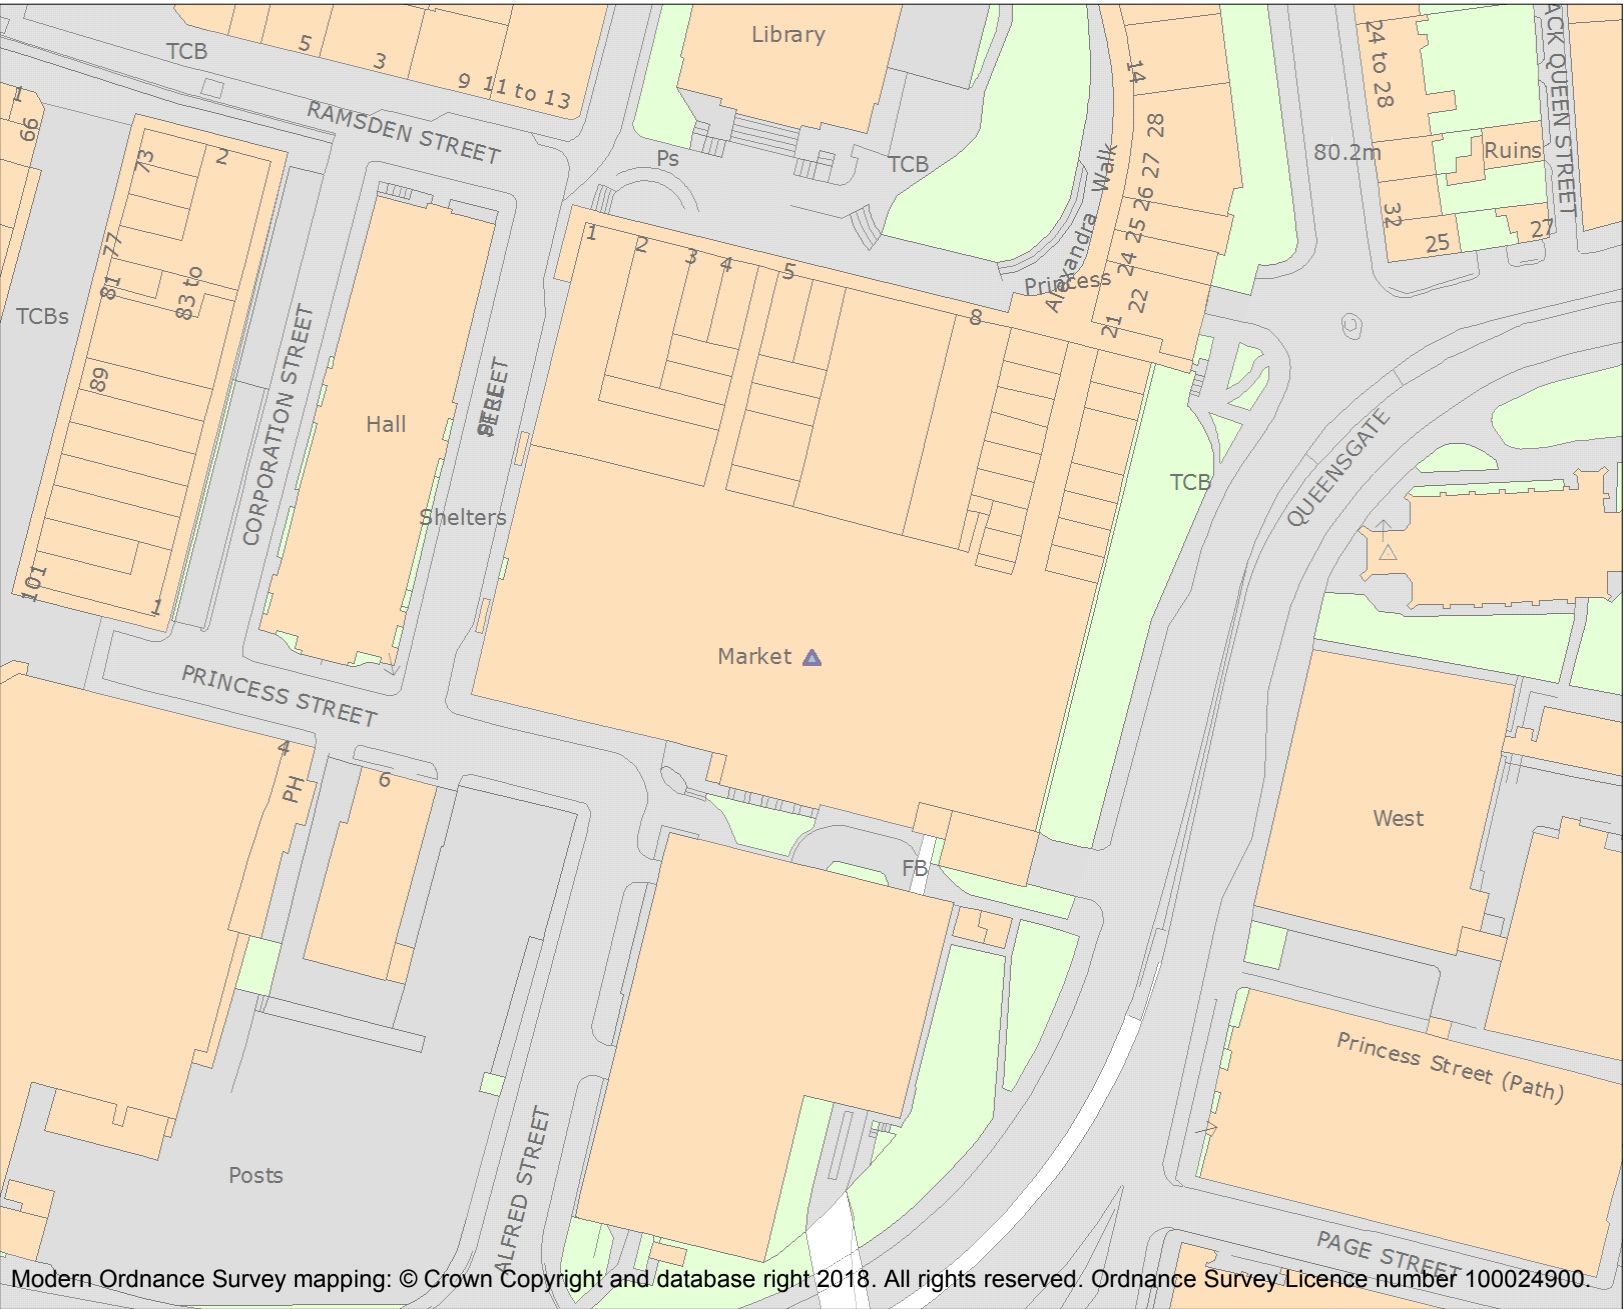 Library
TCB
5
3
9
11 to 13
RAMSDEN STREET
14
24 to 28
ACK QUEEN STREET
1
66
73
2
Ps
TCB
28
27
26
25
24
22
21
Alexandra Walk
Princess
80.2m
Ruins
32
25
27
77
81
83 to
89
101
1
TCBs
CORPORATION STREET
Hall
STREET
Shelters
1
2
3
4
5
8
TCB
QUEENSGATE
Market
PRINCESS STREET
4
PH
6
FB
West
Princess Street (Path)
Posts
ALFRED STREET
PAGE STREET
Modern Ordnance Survey mapping: © Crown Copyright and database right 2018. All rights reserved. Ordnance Survey Licence number 100024900.